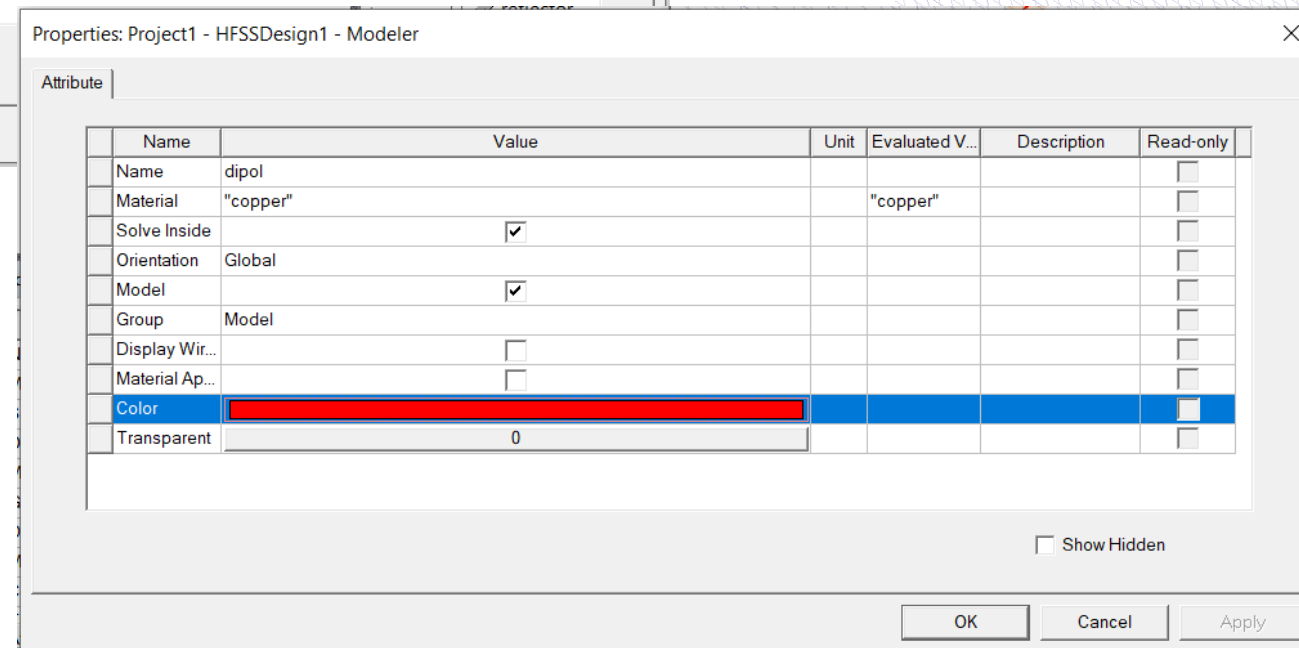 reflector
Properties: Project1 - HFSSDesign1 - Modeler
Attribute
Name Value Unit Evaluated V... Description Read-only
Name dipol
Material "copper" "copper"
Solve Inside
Orientation Global
Model
Group Model
Display Wir...
Material Ap...
Color
Transparent 0
Show Hidden
OK Cancel Apply